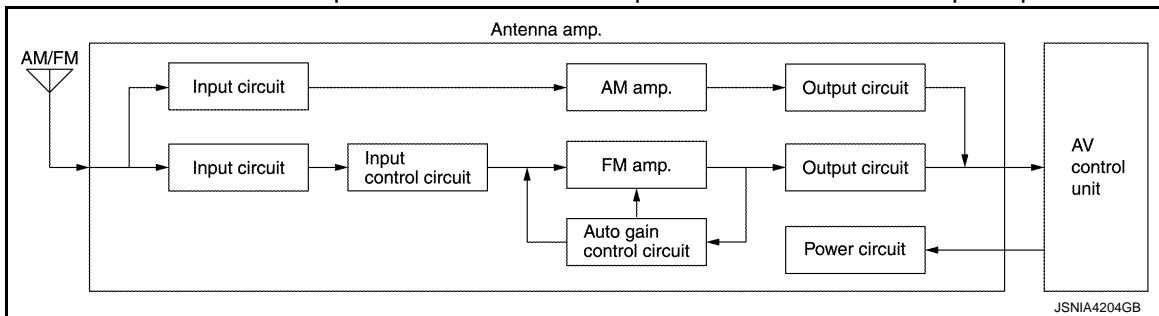 Antenna amp.
AM/FM
Input circuit
AM amp.
Output circuit
Input circuit
Input
control circuit
FM amp.
Output circuit
AV
control
unit
Auto gain
control circuit
Power circuit
JSNIA4204GB